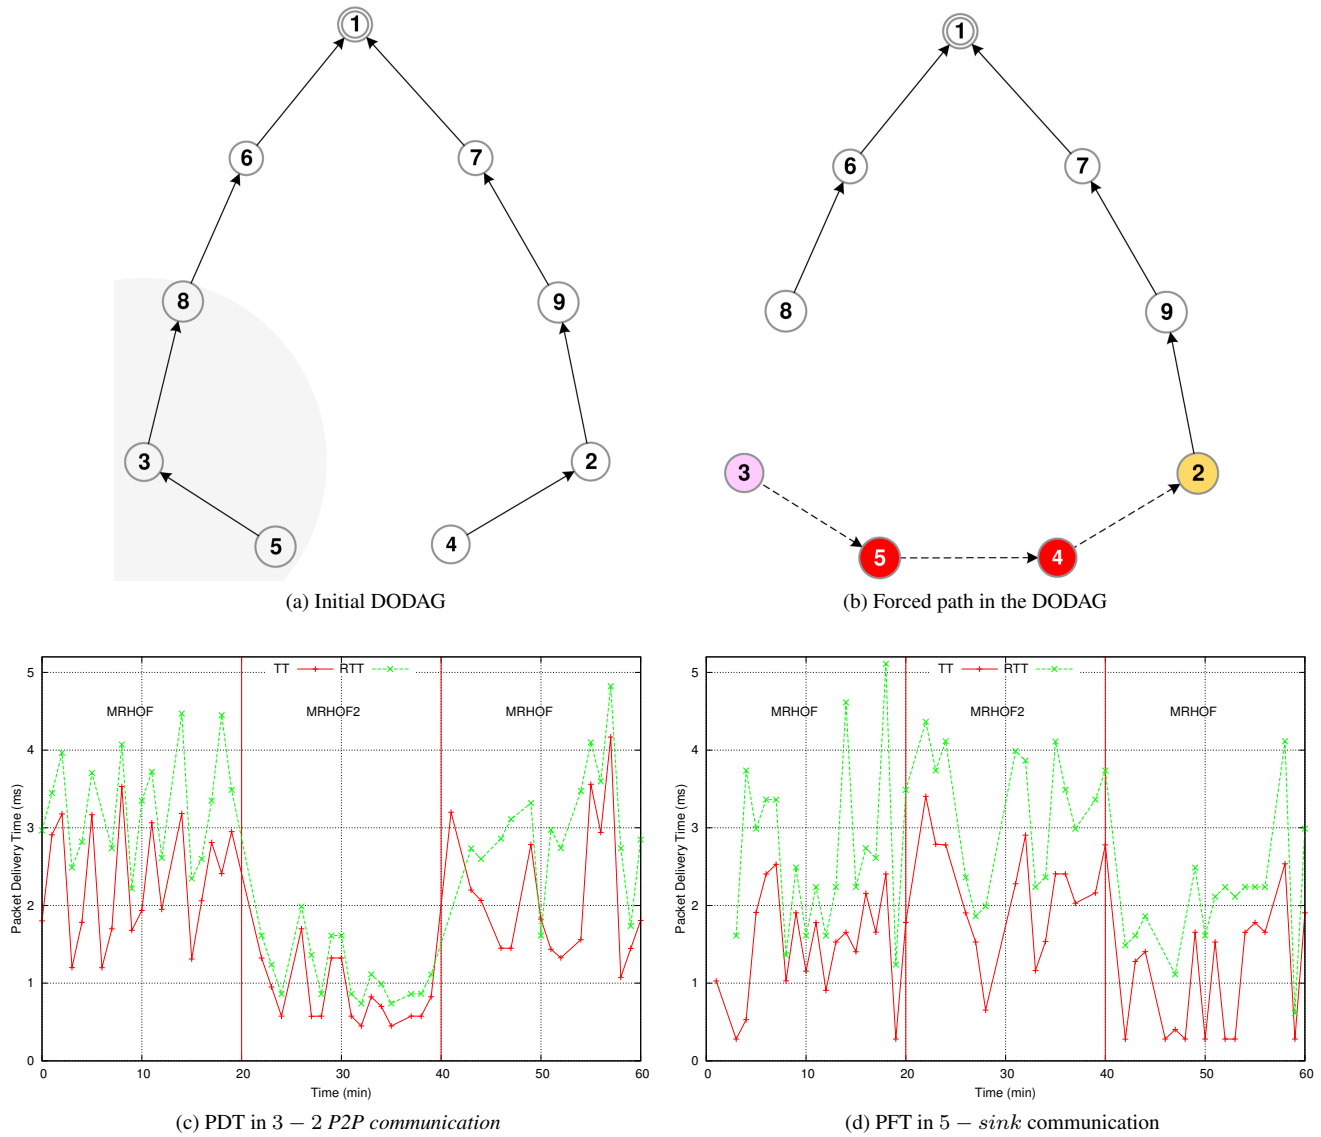 1
6
7
8
9
3
2
5
4
(a) Initial DODAG
1
6
7
8
9
3
2
5
4
(b) Forced path in the DODAG
TT RTT
MRHOF MRHOF2 MRHOF
Packet Delivery Time (ms)
5
4
3
2
1
0
0 10 20 30 40 50 60
Time (min)
(c) PDT in 3 − 2 P2P communication
TT RTT
MRHOF MRHOF2 MRHOF
Packet Delivery Time (ms)
5
4
3
2
1
0
0 10 20 30 40 50 60
Time (min)
(d) PFT in 5 − sink communication